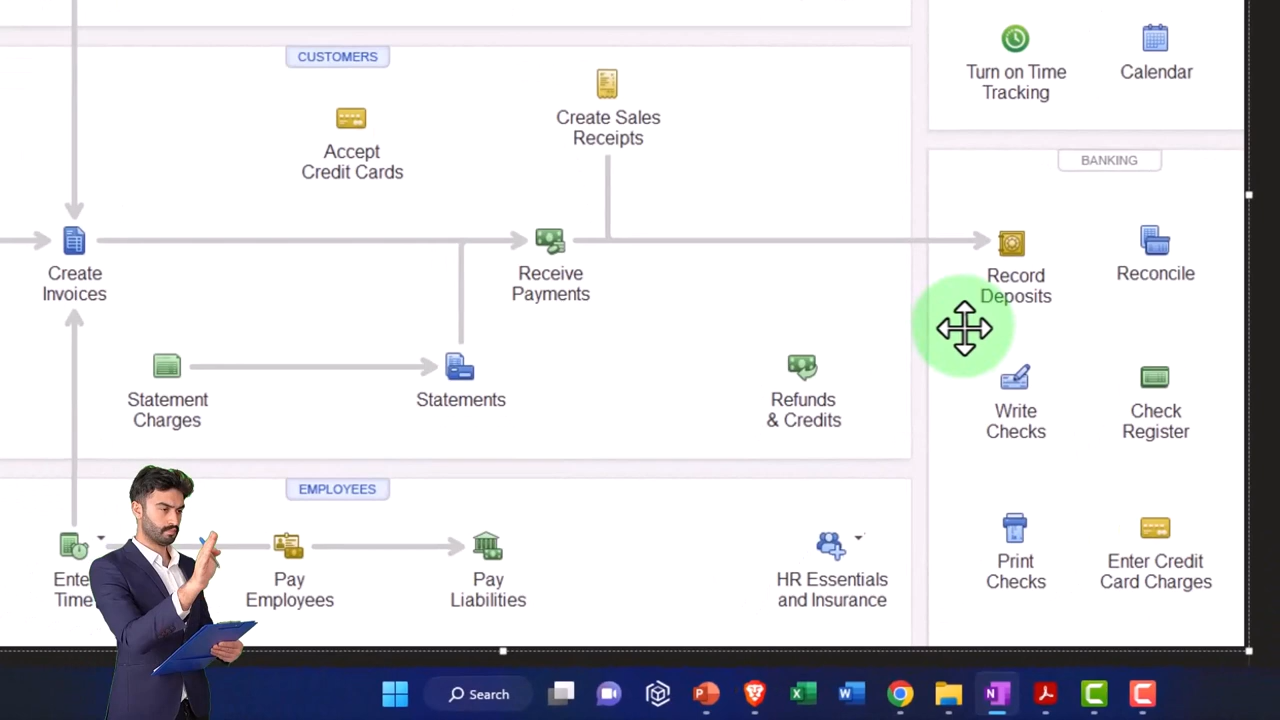 CUSTOMERS
Turn on Time
Tracking
Calendar
Create Sales
Receipts
Accept
Credit Cards
BANKING
Create
Invoices
Receive
Payments
Record
Deposits
Reconcile
Statement
Charges
Statements
Refunds
& Credits
Write
Checks
Check
Register
EMPLOYEES
Pay
Employees
Pay
Liabilities
HR Essentials
and Insurance
Print
Checks
Enter Credit
Card Charges
Time
Search